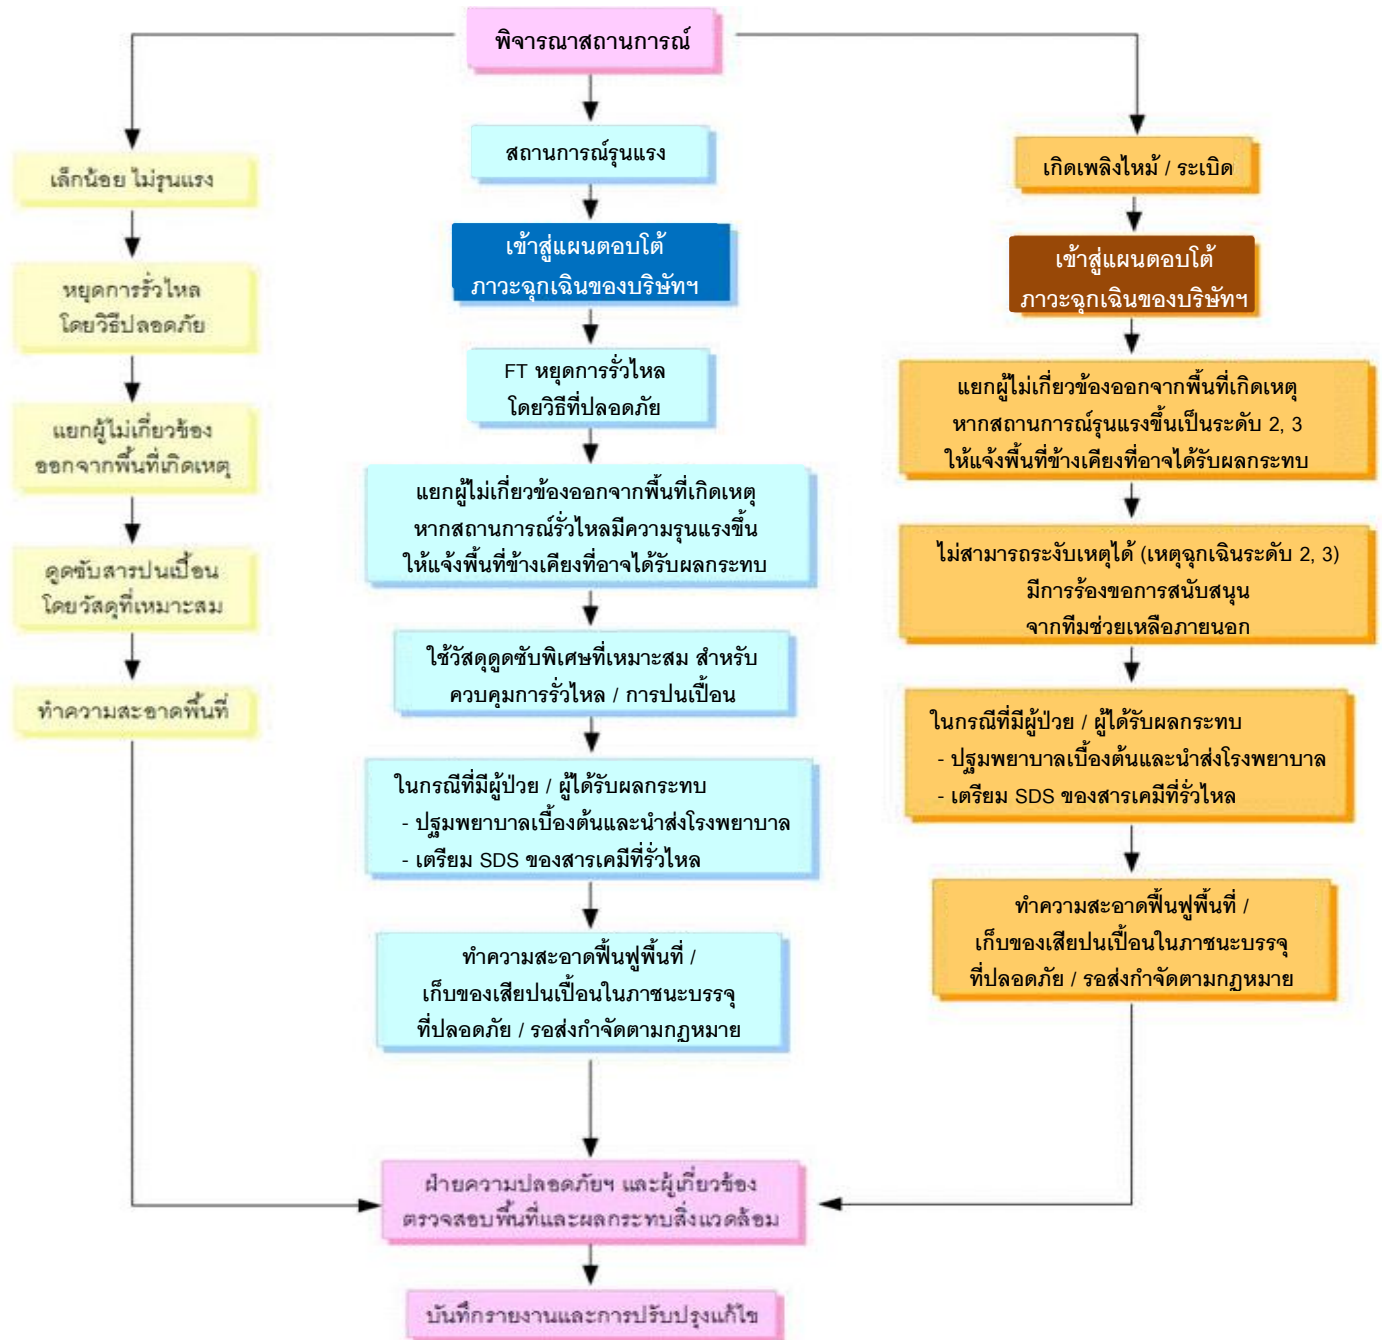 พิจารณาสถานการณ์
เล็กน้อย ไม่รุนแรง
หยุดการรั่วไหล
โดยวิธีปลอดภัย
แยกผู้ไม่เกี่ยวข้อง
ออกจากพื้นที่เกิดเหตุ
ดูดซับสารปนเปื้อน
โดยวัสดุที่เหมาะสม
ทำความสะอาดพื้นที่
สถานการณ์รุนแรง
เข้าสู่แผนตอบโต้
ภาวะฉุกเฉินของบริษัทฯ
FT หยุดการรั่วไหล
โดยวิธีที่ปลอดภัย
แยกผู้ไม่เกี่ยวข้องออกจากพื้นที่เกิดเหตุ
หากสถานการณ์รั่วไหลมีความรุนแรงขึ้น
ให้แจ้งพื้นที่ข้างเคียงที่อาจได้รับผลกระทบ
ใช้วัสดุดูดซับพิเศษที่เหมาะสม สำหรับ
ควบคุมการรั่วไหล / การปนเปื้อน
ในกรณีที่มีผู้ป่วย / ผู้ได้รับผลกระทบ
- ปฐมพยาบาลเบื้องต้นและนำส่งโรงพยาบาล
- เตรียม SDS ของสารเคมีที่รั่วไหล
ทำความสะอาดฟื้นฟูพื้นที่ /
เก็บของเสียปนเปื้อนในภาชนะบรรจุ
ที่ปลอดภัย / รอส่งกำจัดตามกฎหมาย
เกิดเพลิงไหม้ / ระเบิด
เข้าสู่แผนตอบโต้
ภาวะฉุกเฉินของบริษัทฯ
แยกผู้ไม่เกี่ยวข้องออกจากพื้นที่เกิดเหตุ
หากสถานการณ์รุนแรงขึ้นเป็นระดับ 2, 3
ให้แจ้งพื้นที่ข้างเคียงที่อาจได้รับผลกระทบ
ไม่สามารถระงับเหตุได้ (เหตุฉุกเฉินระดับ 2, 3)
มีการร้องขอการสนับสนุน
จากทีมช่วยเหลือภายนอก
ในกรณีที่มีผู้ป่วย / ผู้ได้รับผลกระทบ
- ปฐมพยาบาลเบื้องต้นและนำส่งโรงพยาบาล
- เตรียม SDS ของสารเคมีที่รั่วไหล
ทำความสะอาดฟื้นฟูพื้นที่ /
เก็บของเสียปนเปื้อนในภาชนะบรรจุ
ที่ปลอดภัย / รอส่งกำจัดตามกฎหมาย
ฝ่ายความปลอดภัยฯ และผู้เกี่ยวข้อง
ตรวจสอบพื้นที่และผลกระทบสิ่งแวดล้อม
บันทึกรายงานและการปรับปรุงแก้ไข